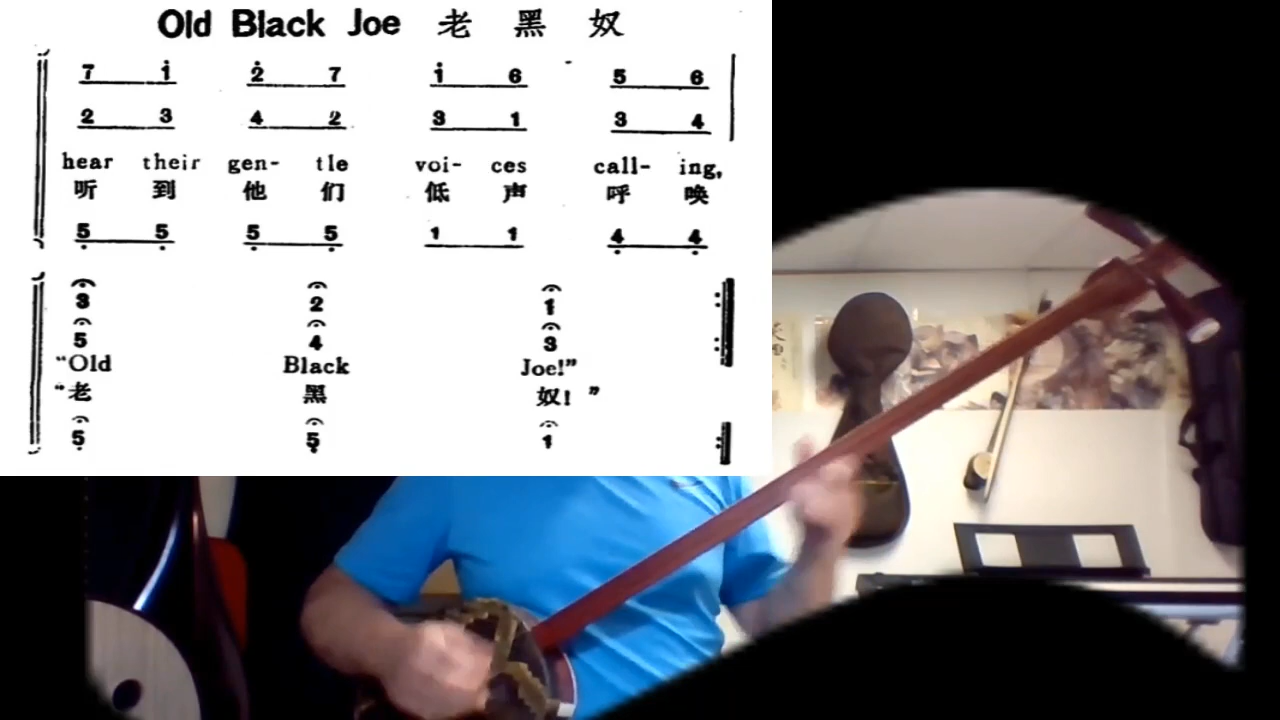 Old Black Joe 老黑奴
7 1 2 7 1 6 5 6
2 3 4 2 3 1 3 4
hear their gen- tle voi- ces call- ing,
听 到 他 们 低 声 呼 唤
5 5 5 5 1 1 4 4
3 2 1
5 4 3
“Old Black Joe!”
“老 黑 奴！”
5 5 1